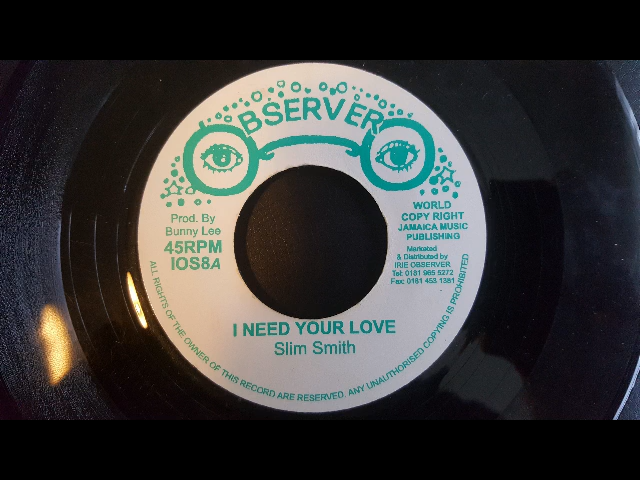 OBSERVER
Prod. By
Bunny Lee
45RPM
IOS8A
WORLD
COPY RIGHT
JAMAICA MUSIC
PUBLISHING
Marketed
& Distributed by
IRIE OBSERVER
Tel: 0181 965 5272
Fax: 0181 453 1381
I NEED YOUR LOVE
Slim Smith
ALL RIGHTS OF THE OWNER OF THIS RECORD ARE RESERVED. ANY UNAUTHORISED COPYING IS PROHIBITED